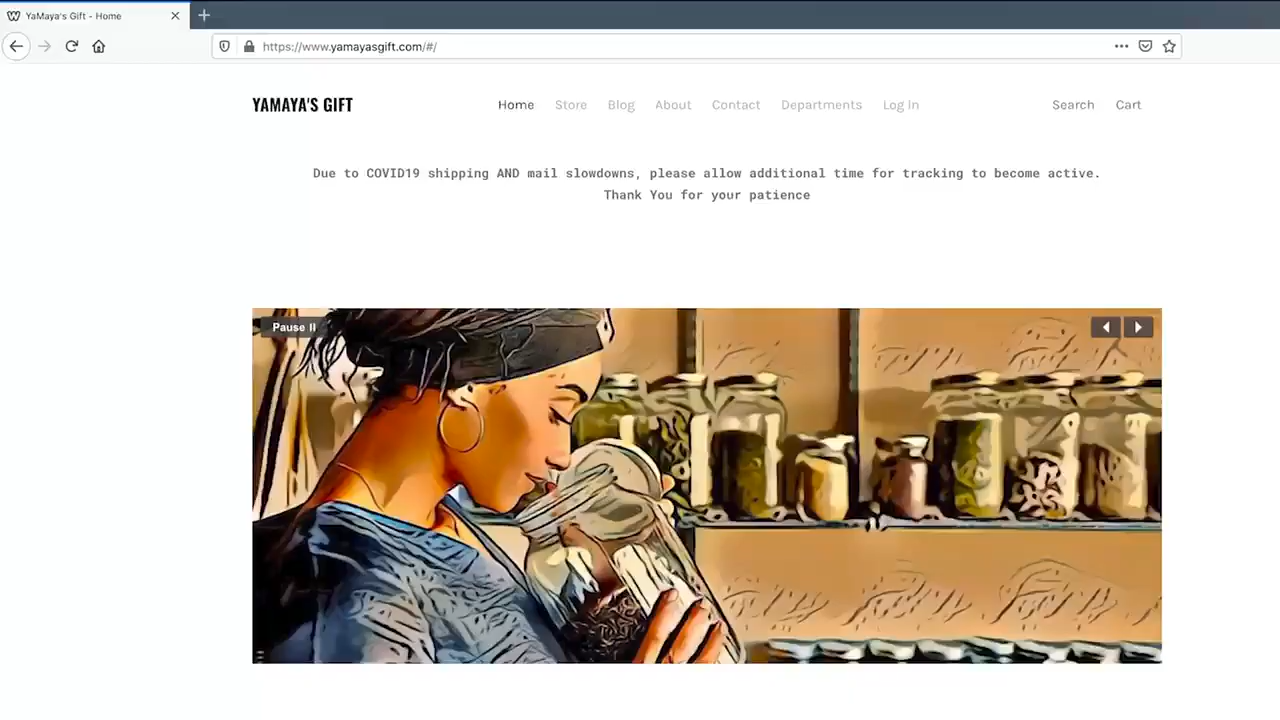 YaMaya's Gift - Home
https://www.yamayasgift.com/#/
YAMAYA'S GIFT
Home Store Blog About Contact Departments Log In
Search Cart
Due to COVID19 shipping AND mail slowdowns, please allow additional time for tracking to become active.
Thank You for your patience
Pause